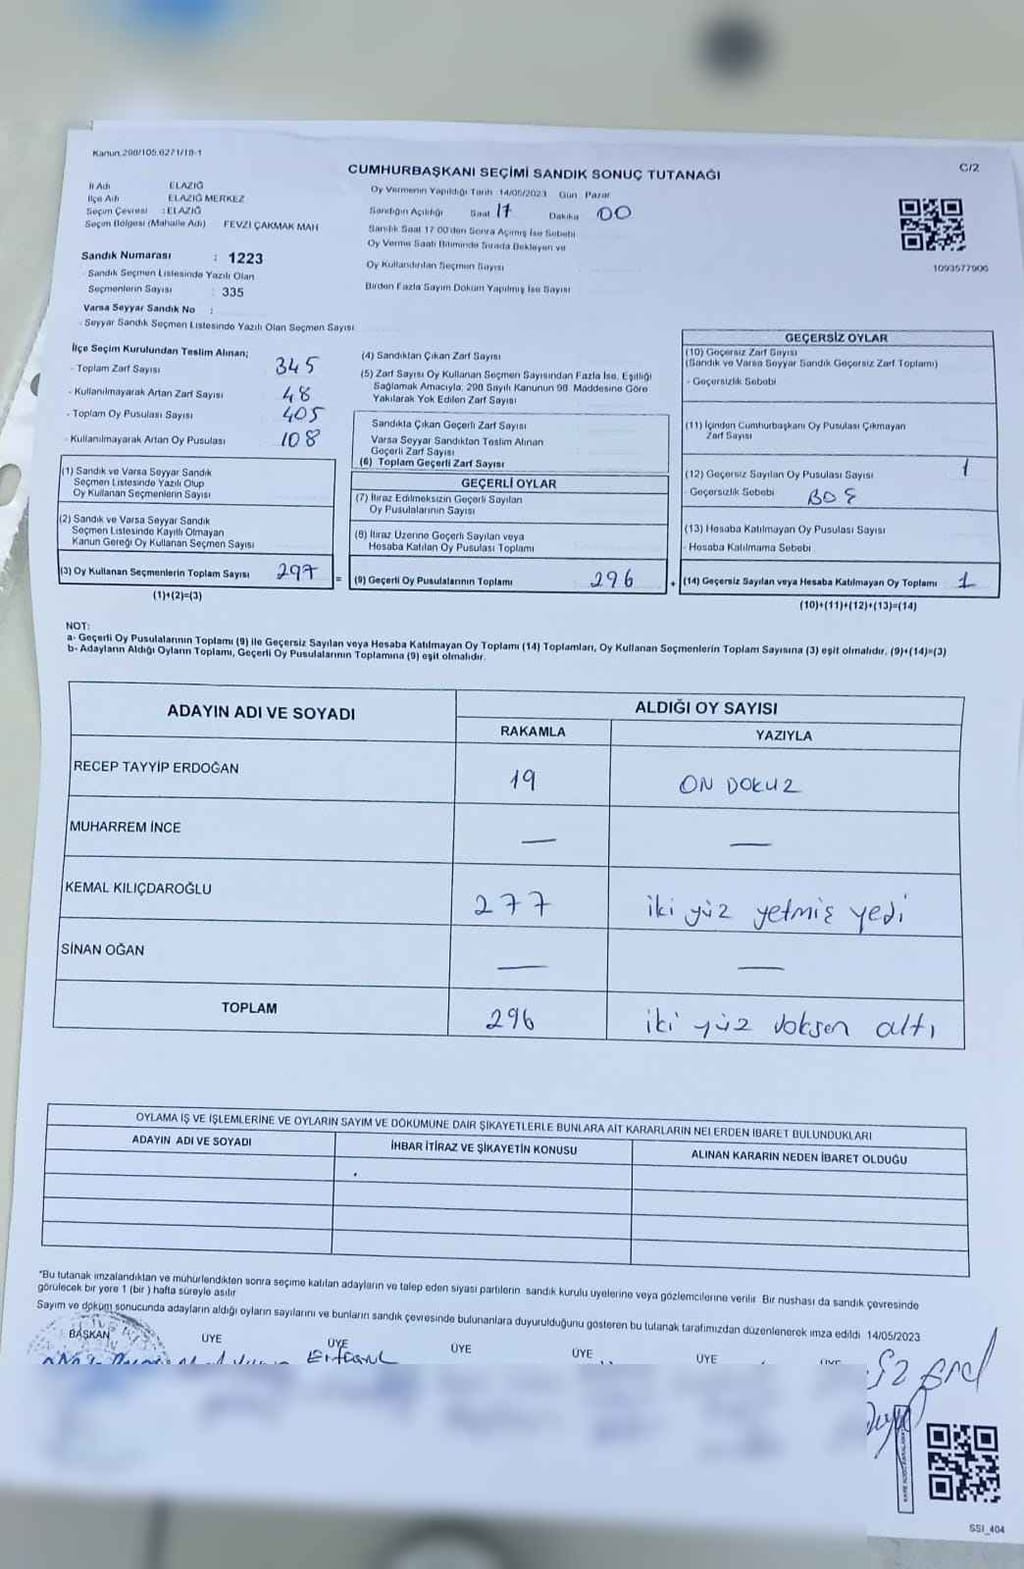 Kanun.298/105.6271/18-1
C/2
CUMHURBAŞKANI SEÇİMİ SANDIK SONUÇ TUTANAĞI
İl Adı ELAZIĞ
İlçe Adı ELAZIĞ MERKEZ
Seçim Çevresi : ELAZIĞ
Seçim Bölgesi (Mahalle Adı) FEVZİ ÇAKMAK MAH
Oy Vermenin Yapıldığı Tarih 14/05/2023 Gün Pazar
Sandığın Açıldığı Saat 17 Dakika 00
Sandık Saat 17 00'den Sonra Açılmış İse Sebebi
Oy Verme Saati Bitiminde Sırada Bekleyen ve
Oy Kullandırılan Seçmen Sayısı
Birden Fazla Sayım Döküm Yapılmış İse Sayısı
1093577906
Sandık Numarası : 1223
- Sandık Seçmen Listesinde Yazılı Olan
Seçmenlerin Sayısı : 335
Varsa Seyyar Sandık No :
- Seyyar Sandık Seçmen Listesinde Yazılı Olan Seçmen Sayısı
İlçe Seçim Kurulundan Teslim Alınan;
- Toplam Zarf Sayısı 345
- Kullanılmayarak Artan Zarf Sayısı 48
- Toplam Oy Pusulası Sayısı 405
- Kullanılmayarak Artan Oy Pusulası 108
(1) Sandık ve Varsa Seyyar Sandık
Seçmen Listesinde Yazılı Olup
Oy Kullanan Seçmenlerin Sayısı
(2) Sandık ve Varsa Seyyar Sandık
Seçmen Listesinde Kayıtlı Olmayan
Kanun Gereği Oy Kullanan Seçmen Sayısı
(3) Oy Kullanan Seçmenlerin Toplam Sayısı 297 =
(1)+(2)=(3)
(4) Sandıktan Çıkan Zarf Sayısı
(5) Zarf Sayısı Oy Kullanan Seçmen Sayısından Fazla İse, Eşitliği
Sağlamak Amacıyla, 298 Sayılı Kanunun 98. Maddesine Göre
Yakılarak Yok Edilen Zarf Sayısı
Sandıkta Çıkan Geçerli Zarf Sayısı
Varsa Seyyar Sandıktan Teslim Alınan
Geçerli Zarf Sayısı
(6) Toplam Geçerli Zarf Sayısı
GEÇERLİ OYLAR
(7) İtiraz Edilmeksizin Geçerli Sayılan
Oy Pusulalarının Sayısı
(8) İtiraz Üzerine Geçerli Sayılan veya
Hesaba Katılan Oy Pusulası Toplamı
(9) Geçerli Oy Pusulalarının Toplamı 296 +
GEÇERSİZ OYLAR
(10) Geçersiz Zarf Sayısı
(Sandık ve Varsa Seyyar Sandık Geçersiz Zarf Toplamı)
- Geçersizlik Sebebi
(11) İçinden Cumhurbaşkanı Oy Pusulası Çıkmayan
Zarf Sayısı
(12) Geçersiz Sayılan Oy Pusulası Sayısı 1
- Geçersizlik Sebebi BOŞ
(13) Hesaba Katılmayan Oy Pusulası Sayısı
- Hesaba Katılmama Sebebi
(14) Geçersiz Sayılan veya Hesaba Katılmayan Oy Toplamı 1
(10)+(11)+(12)+(13)=(14)
NOT:
a- Geçerli Oy Pusulalarının Toplamı (9) ile Geçersiz Sayılan veya Hesaba Katılmayan Oy Toplamı (14) Toplamları, Oy Kullanan Seçmenlerin Toplam Sayısına (3) eşit olmalıdır. (9)+(14)=(3)
b- Adayların Aldığı Oyların Toplamı, Geçerli Oy Pusulalarının Toplamına (9) eşit olmalıdır.
ADAYIN ADI VE SOYADI ALDIĞI OY SAYISI
RAKAMLA YAZIYLA
RECEP TAYYİP ERDOĞAN 19 ON DOKUZ
MUHARREM İNCE — —
KEMAL KILIÇDAROĞLU 277 iki yüz yetmiş yedi
SİNAN OĞAN — —
TOPLAM 296 iki yüz doksan altı
OYLAMA İŞ VE İŞLEMLERİNE VE OYLARIN SAYIM VE DÖKÜMÜNE DAİR ŞİKAYETLERLE BUNLARA AİT KARARLARIN NELERDEN İBARET BULUNDUKLARI
ADAYIN ADI VE SOYADI İHBAR İTİRAZ VE ŞİKAYETİN KONUSU ALINAN KARARIN NEDEN İBARET OLDUĞU
*Bu tutanak imzalandıktan ve mühürlendikten sonra seçime katılan adayların ve talep eden siyasi partilerin sandık kurulu üyelerine veya gözlemcilerine verilir Bir nushası da sandık çevresinde
görülecek bir yere 1 (bir ) hafta süreyle asılır
Sayım ve döküm sonucunda adayların aldığı oyların sayılarını ve bunların sandık çevresinde bulunanlara duyurulduğunu gösteren bu tutanak tarafımızdan düzenlenerek imza edildi 14/05/2023
BAŞKAN ÜYE ÜYE ÜYE ÜYE ÜYE
SSI_404